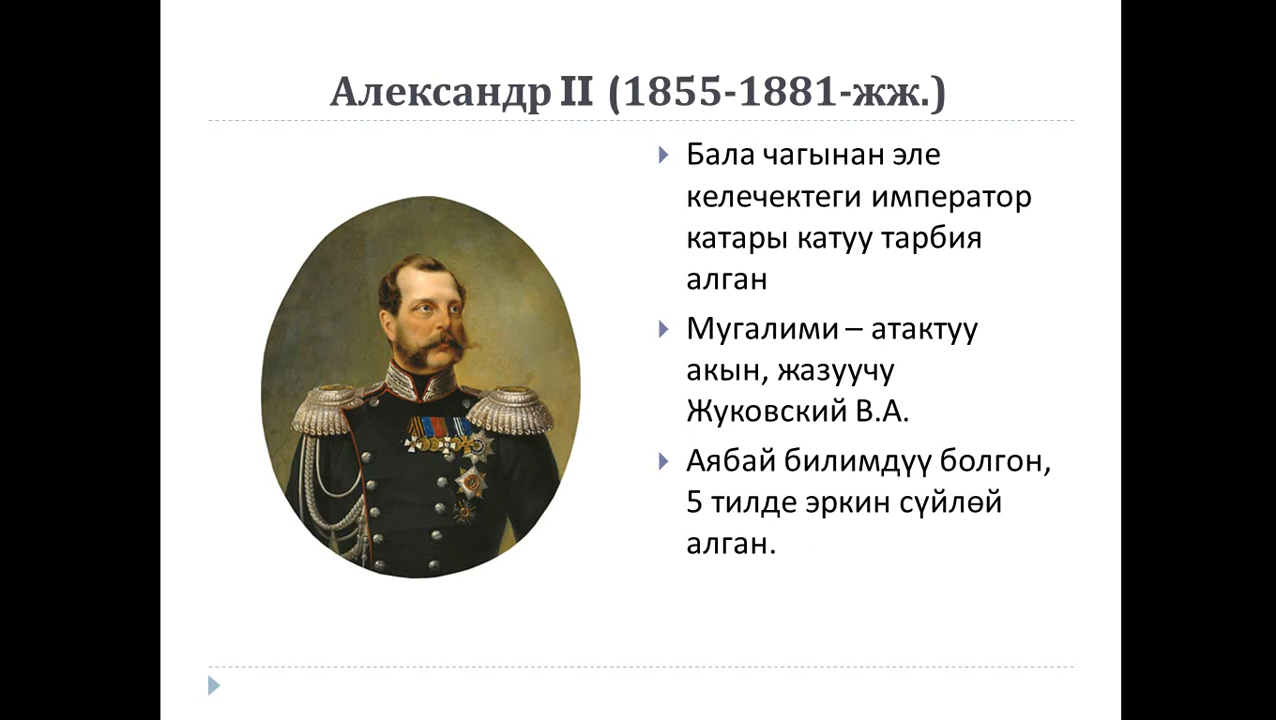 Александр II (1855-1881-жж.)
Бала чагынан эле
келечектеги император
катары катуу тарбия
алган
Мугалими – атактуу
акын, жазуучу
Жуковский В.А.
Аябай билимдүү болгон,
5 тилде эркин сүйлөй
алган.